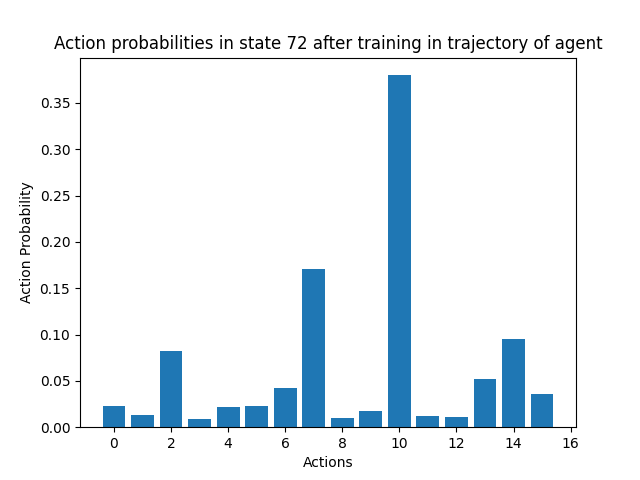 Action probabilities in state 72 after training in trajectory of agent
0.35
0.30
0.25
0.20
0.15
0.10
0.05
0.00
Action Probability
0 2 4 6 8 10 12 14 16
Actions